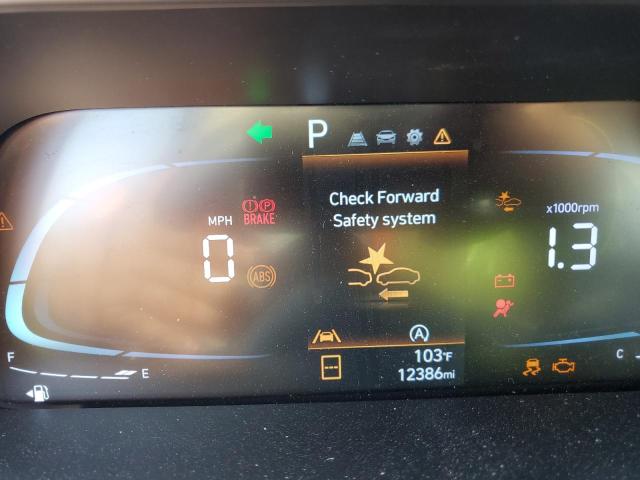 P
Check Forward
Safety system
MPH
0
BRAKE
ABS
x1000rpm
1.3
A
103°F
12386mi
F
E
C